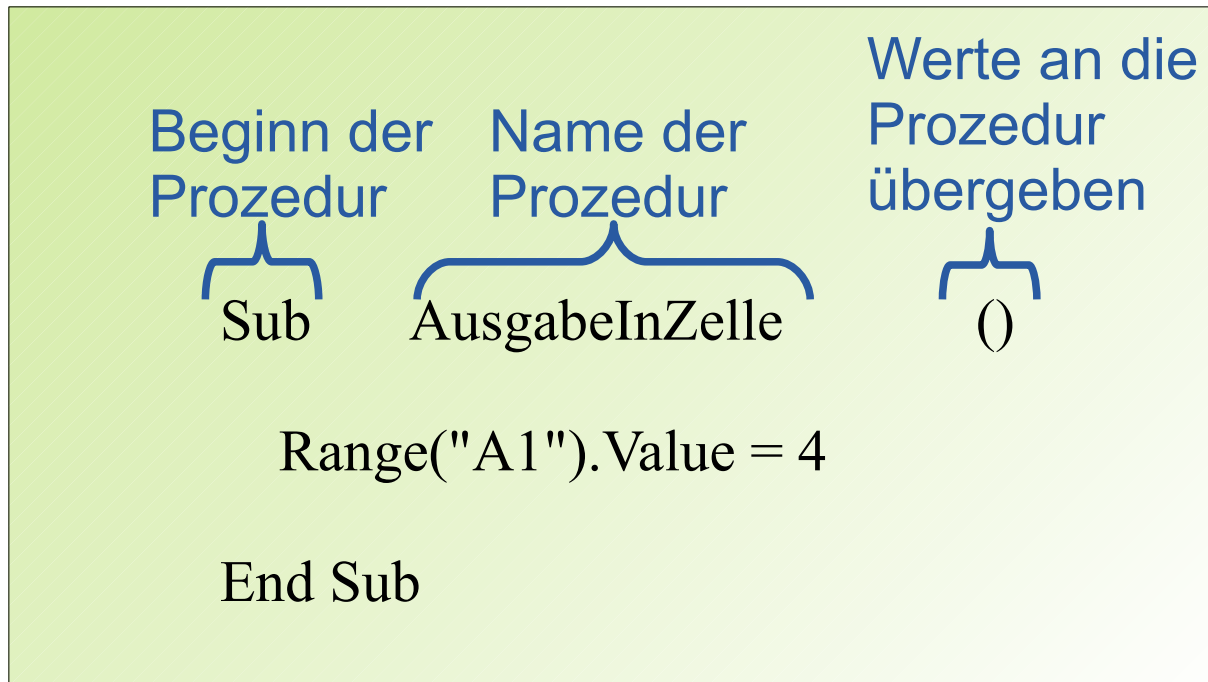 Beginn der
Prozedur
Name der
Prozedur
Werte an die
Prozedur
übergeben
Sub AusgabeInZelle ()
Range("A1").Value = 4
End Sub